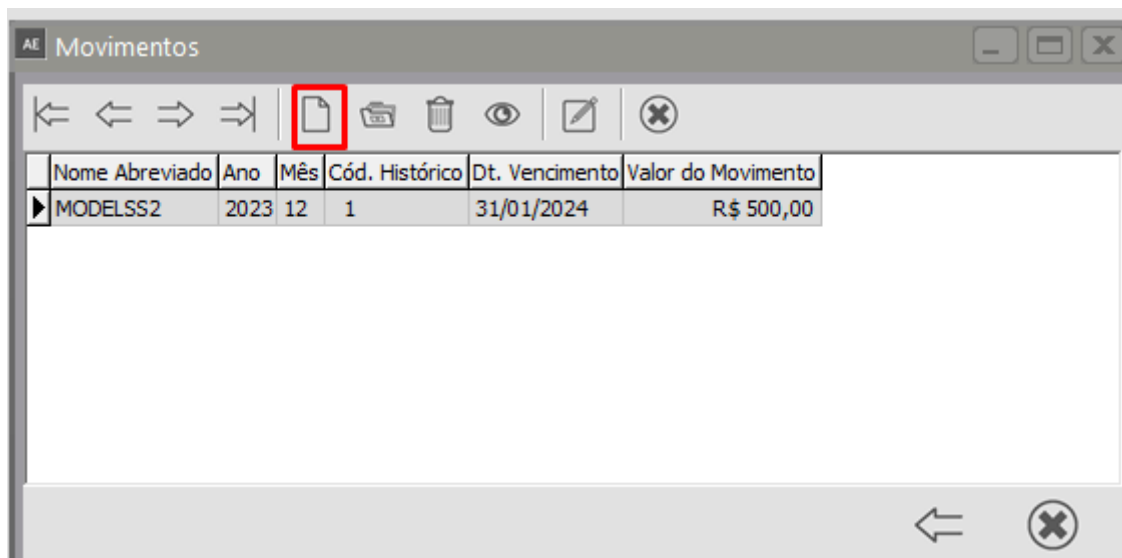 AE Movimentos
Nome Abreviado Ano Mês Cód. Histórico Dt. Vencimento Valor do Movimento
MODELSS2 2023 12 1 31/01/2024 R$ 500,00